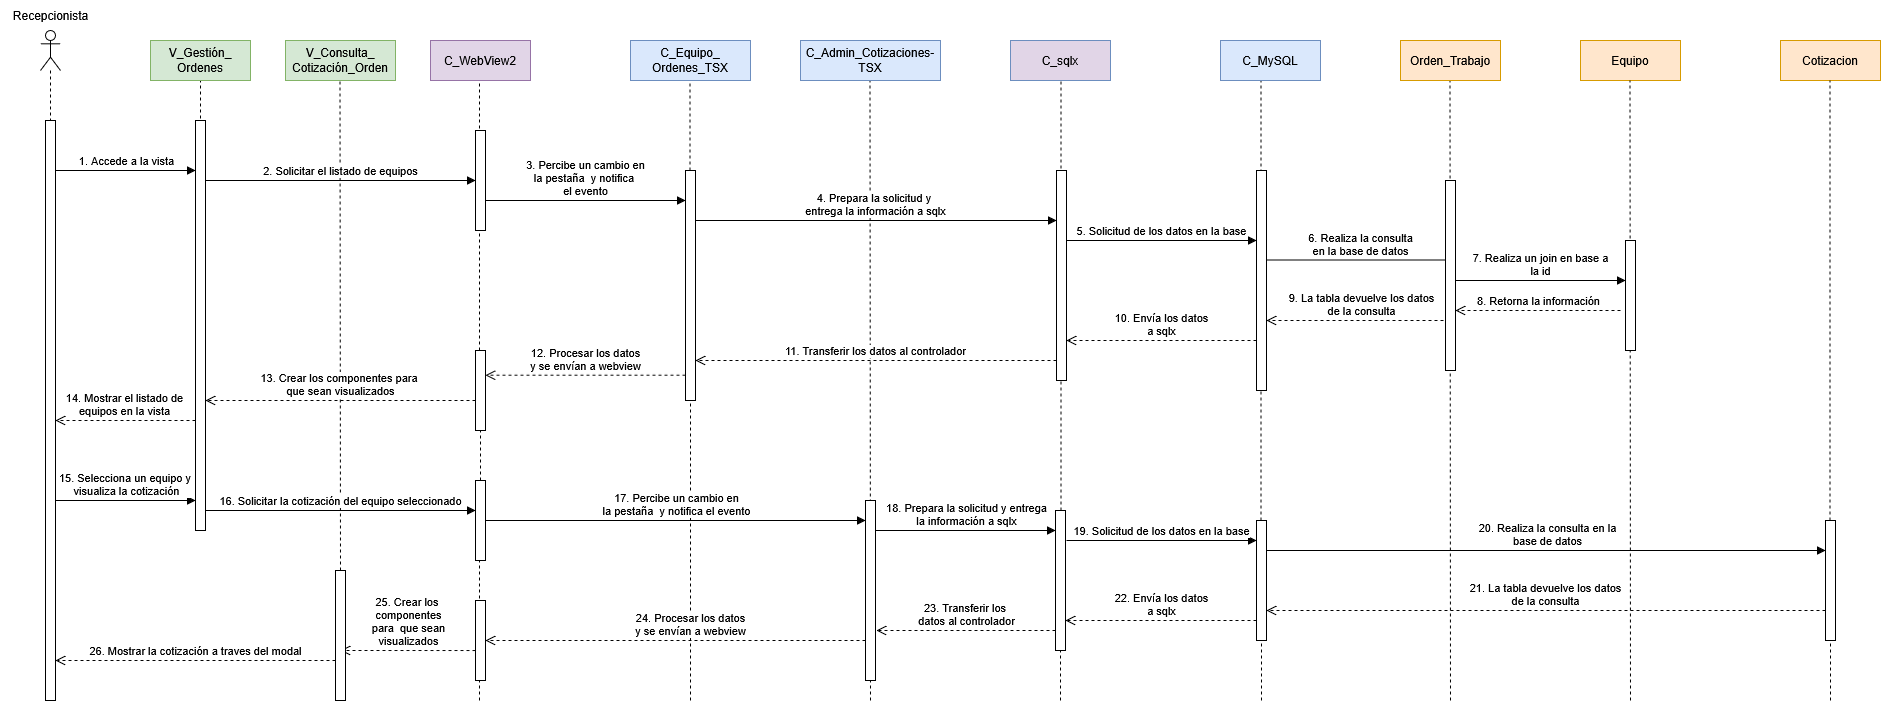 Recepcionista
V_Gestión_
Ordenes
V_Consulta_
Cotización_Orden
C_WebView2
C_Equipo_
Ordenes_TSX
C_Admin_Cotizaciones-
TSX
C_sqlx
C_MySQL
Orden_Trabajo
Equipo
Cotizacion
1. Accede a la vista
2. Solicitar el listado de equipos
3. Percibe un cambio en
la pestaña y notifica
el evento
4. Prepara la solicitud y
entrega la información a sqlx
5. Solicitud de los datos en la base
6. Realiza la consulta
en la base de datos
7. Realiza un join en base a
la id
8. Retorna la información
9. La tabla devuelve los datos
de la consulta
10. Envía los datos
a sqlx
11. Transferir los datos al controlador
12. Procesar los datos
y se envían a webview
13. Crear los componentes para
que sean visualizados
14. Mostrar el listado de
equipos en la vista
15. Selecciona un equipo y
visualiza la cotización
16. Solicitar la cotización del equipo seleccionado
17. Percibe un cambio en
la pestaña y notifica el evento
18. Prepara la solicitud y entrega
la información a sqlx
19. Solicitud de los datos en la base
20. Realiza la consulta en la
base de datos
21. La tabla devuelve los datos
de la consulta
22. Envía los datos
a sqlx
23. Transferir los
datos al controlador
24. Procesar los datos
y se envían a webview
25. Crear los
componentes
para que sean
visualizados
26. Mostrar la cotización a traves del modal